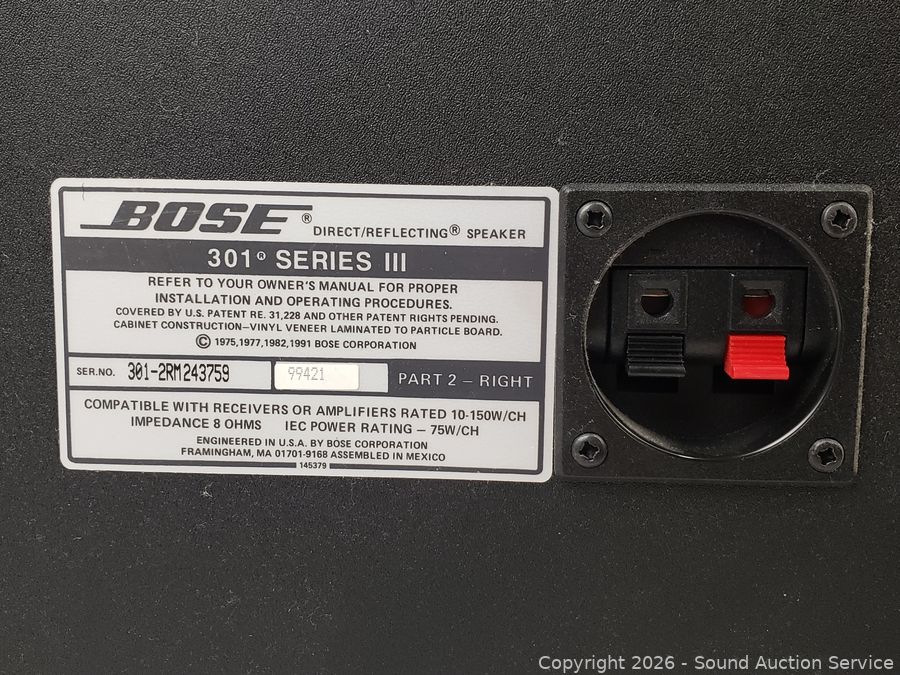 BOSE®
DIRECT/REFLECTING® SPEAKER
301® SERIES III
REFER TO YOUR OWNER'S MANUAL FOR PROPER
INSTALLATION AND OPERATING PROCEDURES.
COVERED BY U.S. PATENT RE. 31,228 AND OTHER PATENT RIGHTS PENDING.
CABINET CONSTRUCTION—VINYL VENEER LAMINATED TO PARTICLE BOARD.
© 1975,1977,1982,1991 BOSE CORPORATION
SER.NO. 301-2RM243759 99421 PART 2 – RIGHT
COMPATIBLE WITH RECEIVERS OR AMPLIFIERS RATED 10-150W/CH
IMPEDANCE 8 OHMS IEC POWER RATING – 75W/CH
ENGINEERED IN U.S.A. BY BOSE CORPORATION
FRAMINGHAM, MA 01701-9168 ASSEMBLED IN MEXICO
145379
Copyright © 2026 - Sound Auction Service